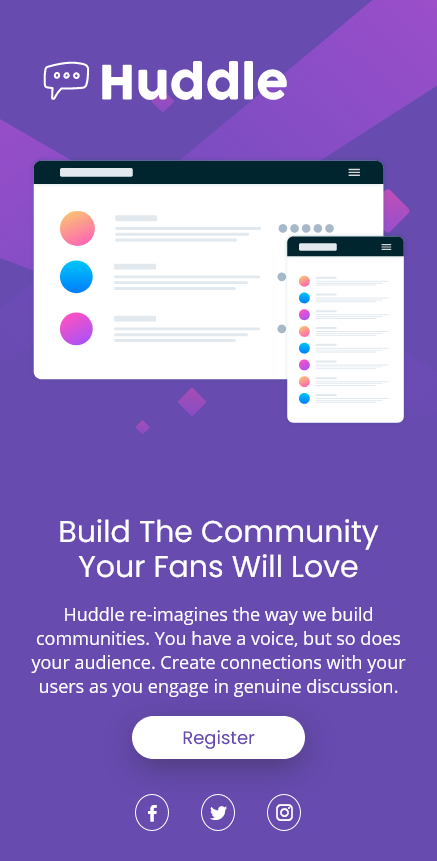 Huddle
Build The Community
Your Fans Will Love
Huddle re-imagines the way we build
communities. You have a voice, but so does
your audience. Create connections with your
users as you engage in genuine discussion.
Register